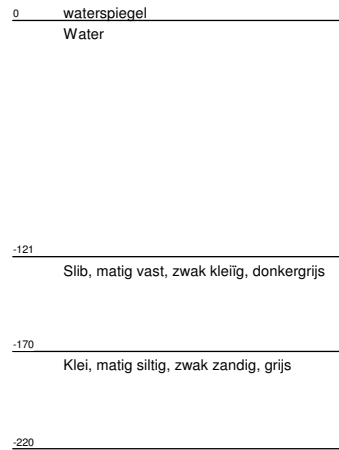 0 waterspiegel
Water
-121
Slib, matig vast, zwak kleiïg, donkergrijs
-170
Klei, matig siltig, zwak zandig, grijs
-220